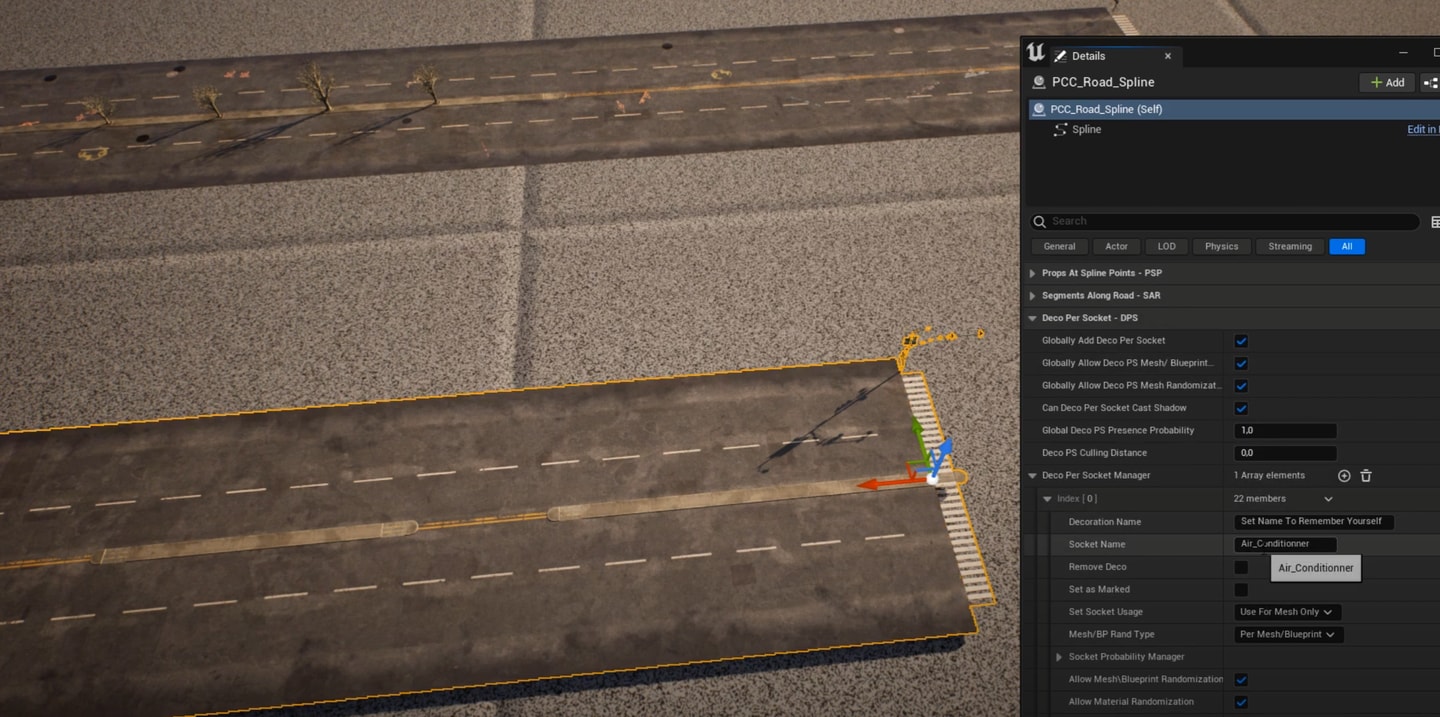 Details
PCC_Road_Spline
Add
PCC_Road_Spline (Self)
Spline
Edit in
Search
General
Actor
LOD
Physics
Streaming
All
Props At Spline Points - PSP
Segments Along Road - SAR
Deco Per Socket - DPS
Globally Add Deco Per Socket
Globally Allow Deco PS Mesh/ Blueprint...
Globally Allow Deco PS Mesh Randomizat...
Can Deco Per Socket Cast Shadow
Global Deco PS Presence Probability
1,0
Deco PS Culling Distance
0,0
Deco Per Socket Manager
1 Array elements
Index [ 0 ]
22 members
Decoration Name
Set Name To Remember Yourself
Socket Name
Air_Conditionner
Air_Conditionner
Remove Deco
Set as Marked
Set Socket Usage
Use For Mesh Only
Mesh/BP Rand Type
Per Mesh/Blueprint
Socket Probability Manager
Allow Mesh\Blueprint Randomization
Allow Material Randomization